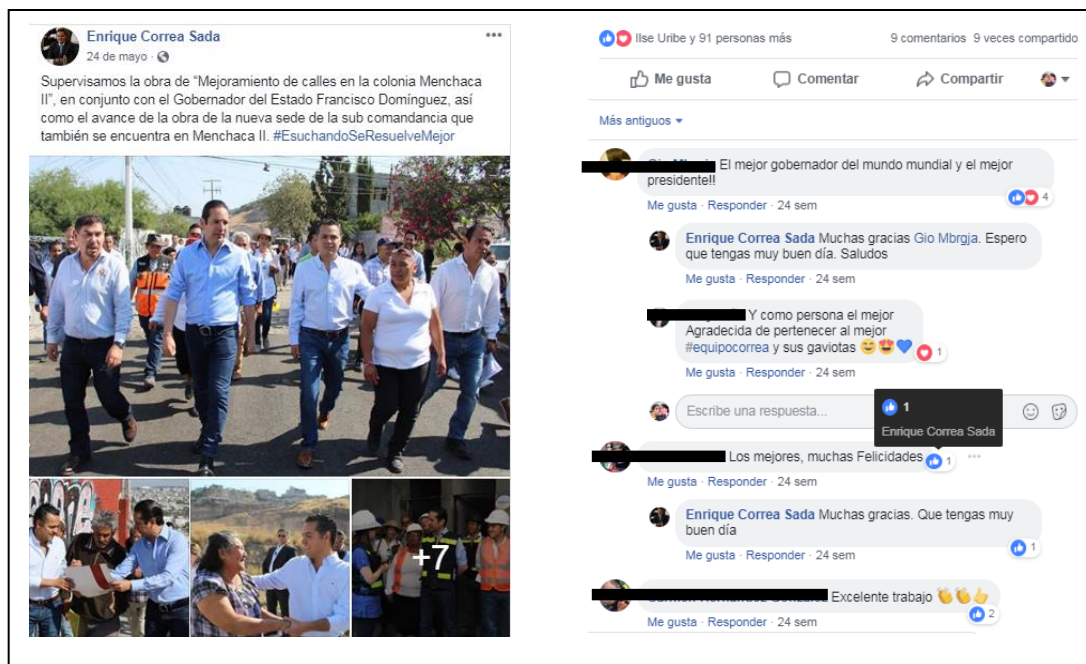 Enrique Correa Sada
24 de mayo ·
Supervisamos la obra de “Mejoramiento de calles en la colonia Menchaca
II”, en conjunto con el Gobernador del Estado Francisco Domínguez, así
como el avance de la obra de la nueva sede de la sub comandancia que
también se encuentra en Menchaca II. #EsuchandoSeResuelveMejor
+7
Ilse Uribe y 91 personas más
9 comentarios 9 veces compartido
Me gusta
Comentar
Compartir
Más antiguos
El mejor gobernador del mundo mundial y el mejor
presidente!!
4
Me gusta · Responder · 24 sem
Enrique Correa Sada Muchas gracias Gio Mbrgja. Espero
que tengas muy buen día. Saludos
Me gusta · Responder · 24 sem
Y como persona el mejor
Agradecida de pertenecer al mejor
#equipocorrea y sus gaviotas 😄😍💙
1
Me gusta · Responder · 24 sem
Escribe una respuesta...
1
Enrique Correa Sada
Los mejores, muchas Felicidades
1
Me gusta · Responder · 24 sem
Enrique Correa Sada Muchas gracias. Que tengas muy
buen día
1
Me gusta · Responder · 24 sem
Excelente trabajo 👏👏👍
2
Me gusta · Responder · 24 sem